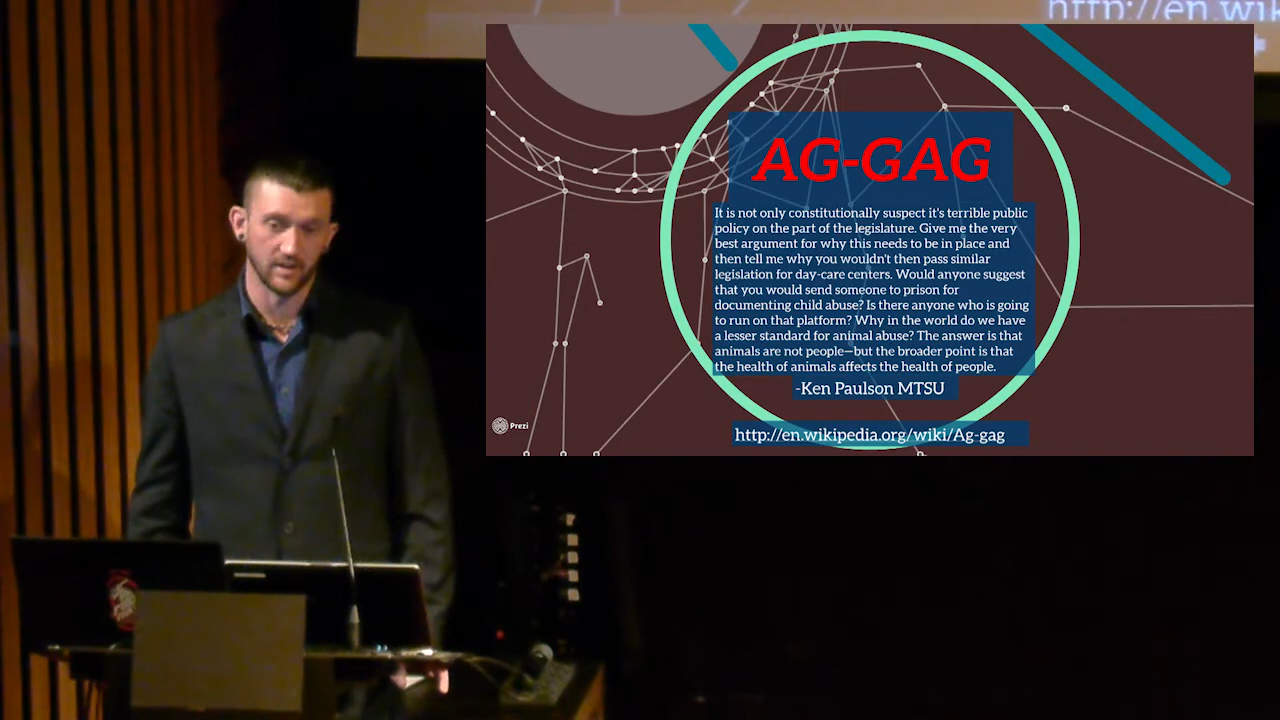 http://en.wik
AG-GAG
It is not only constitutionally suspect it's terrible public
policy on the part of the legislature. Give me the very
best argument for why this needs to be in place and
then tell me why you wouldn't then pass similar
legislation for day-care centers. Would anyone suggest
that you would send someone to prison for
documenting child abuse? Is there anyone who is going
to run on that platform? Why in the world do we have
a lesser standard for animal abuse? The answer is that
animals are not people—but the broader point is that
the health of animals affects the health of people.
-Ken Paulson MTSU
Prezi
http://en.wikipedia.org/wiki/Ag-gag